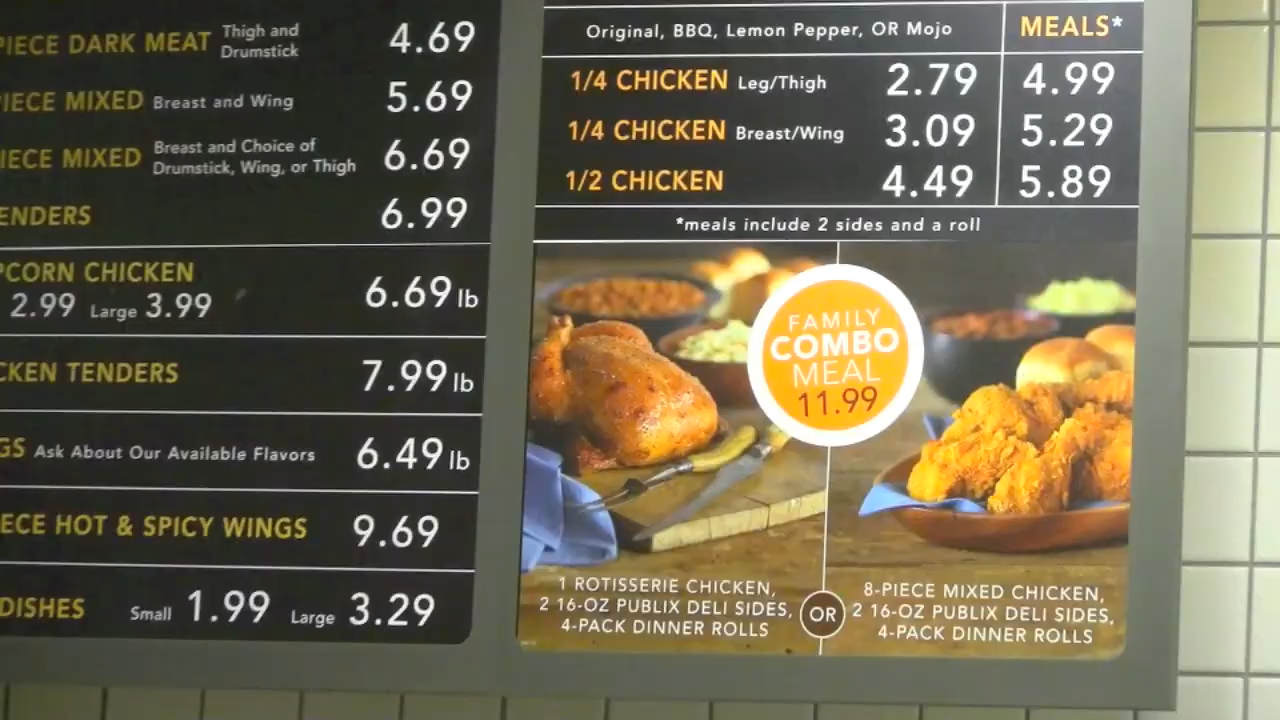 PIECE DARK MEAT Thigh and Drumstick 4.69
PIECE MIXED Breast and Wing 5.69
PIECE MIXED Breast and Choice of Drumstick, Wing, or Thigh 6.69
ENDERS 6.99
PCORN CHICKEN
2.99 Large 3.99 6.69 lb
CKEN TENDERS 7.99 lb
GS Ask About Our Available Flavors 6.49 lb
ECE HOT & SPICY WINGS 9.69
DISHES Small 1.99 Large 3.29
Original, BBQ, Lemon Pepper, OR Mojo MEALS*
1/4 CHICKEN Leg/Thigh 2.79 4.99
1/4 CHICKEN Breast/Wing 3.09 5.29
1/2 CHICKEN 4.49 5.89
*meals include 2 sides and a roll
FAMILY
COMBO
MEAL
11.99
1 ROTISSERIE CHICKEN,
2 16-OZ PUBLIX DELI SIDES,
4-PACK DINNER ROLLS
OR
8-PIECE MIXED CHICKEN,
2 16-OZ PUBLIX DELI SIDES,
4-PACK DINNER ROLLS